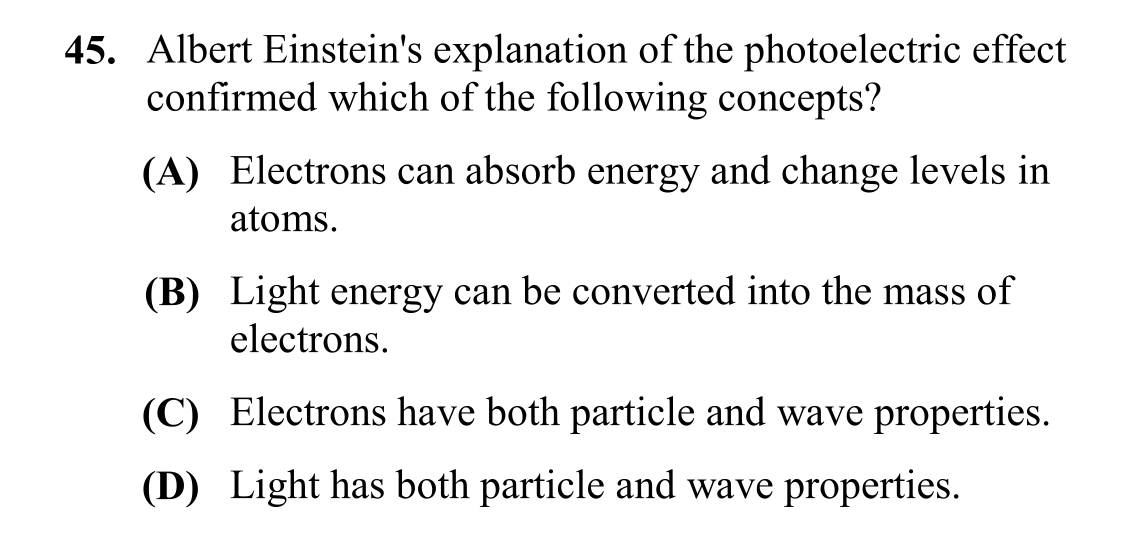 45. Albert Einstein's explanation of the photoelectric effect
confirmed which of the following concepts?
(A) Electrons can absorb energy and change levels in
atoms.
(B) Light energy can be converted into the mass of
electrons.
(C) Electrons have both particle and wave properties.
(D) Light has both particle and wave properties.